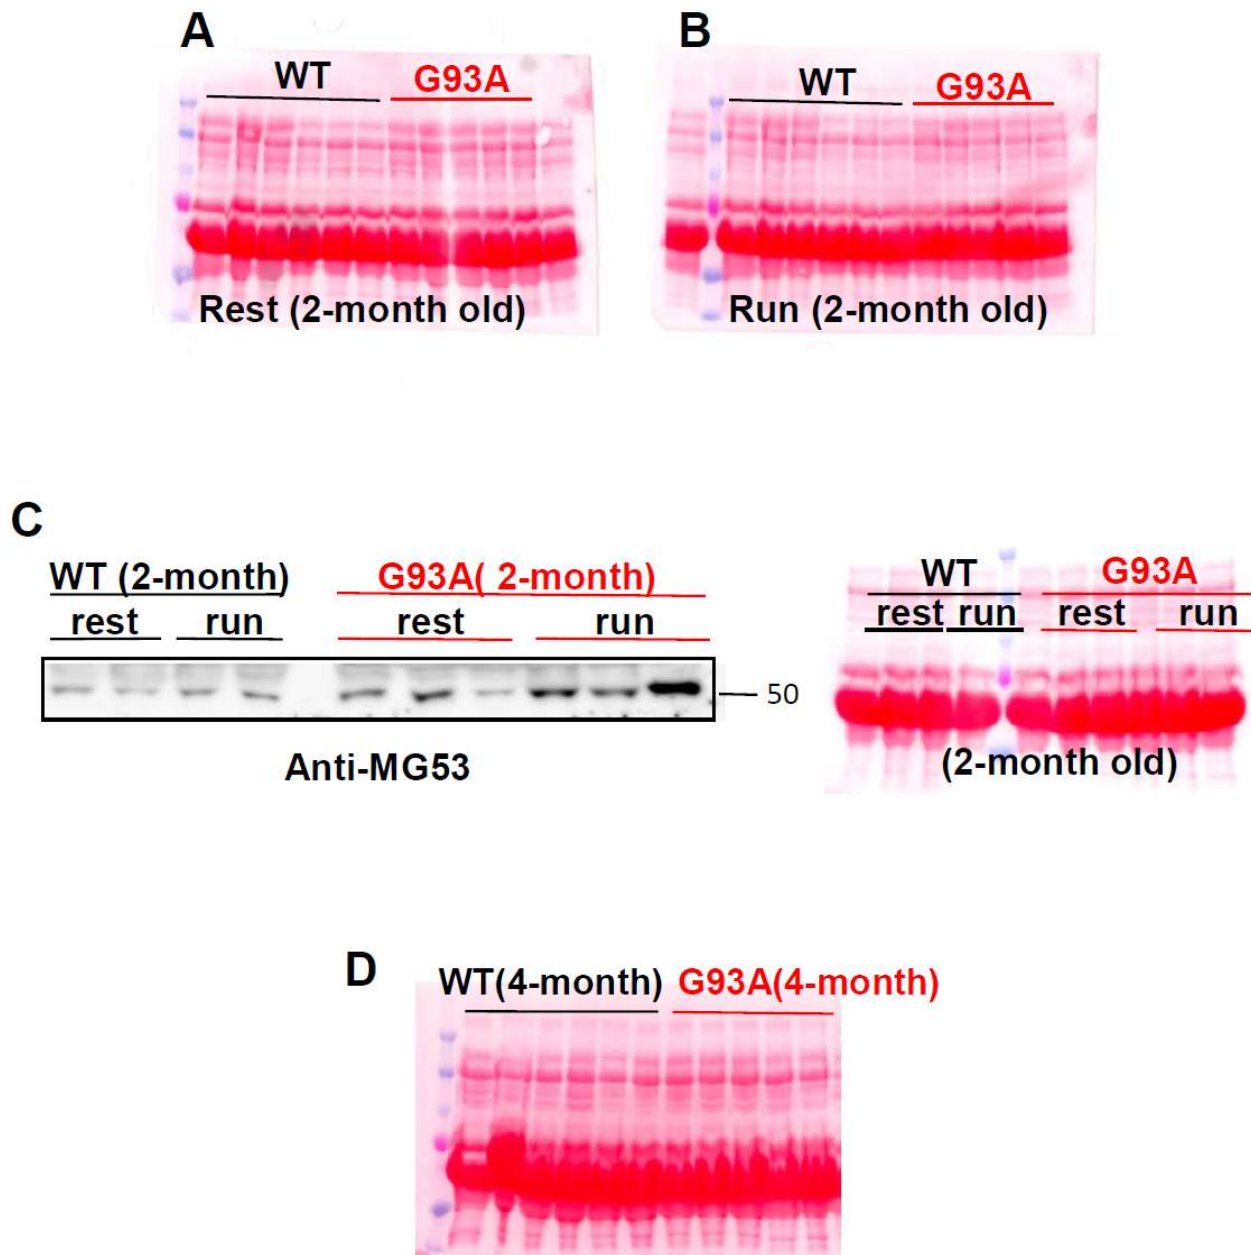 A
WT G93A
Rest (2-month old)
B
WT G93A
Run (2-month old)
C
WT (2-month) G93A( 2-month)
rest run rest run
50
Anti-MG53
WT G93A
rest run rest run
(2-month old)
D
WT(4-month) G93A(4-month)